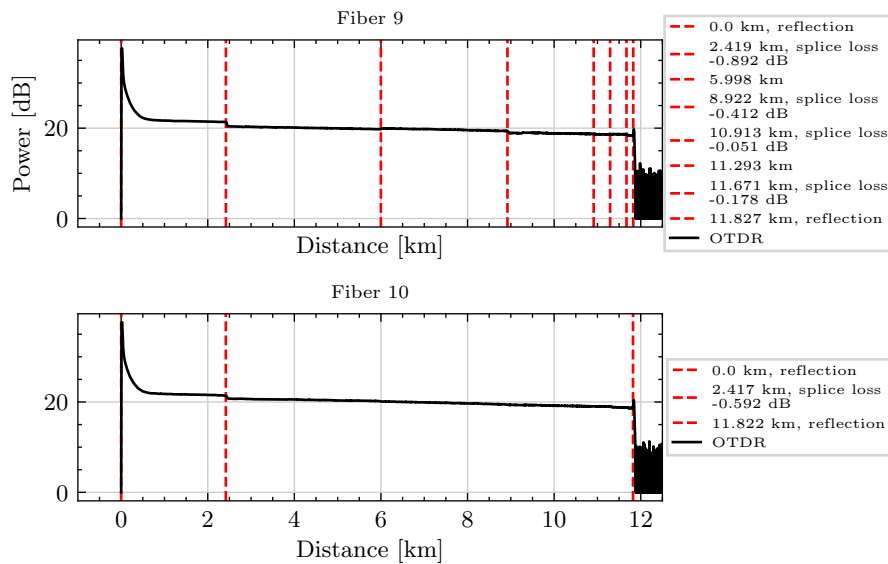 Fiber 9
Power [dB]
20
0
Distance [km]
0.0 km, reflection
2.419 km, splice loss
-0.892 dB
5.998 km
8.922 km, splice loss
-0.412 dB
10.913 km, splice loss
-0.051 dB
11.293 km
11.671 km, splice loss
-0.178 dB
11.827 km, reflection
OTDR
Fiber 10
20
0
0 2 4 6 8 10 12
Distance [km]
0.0 km, reflection
2.417 km, splice loss
-0.592 dB
11.822 km, reflection
OTDR